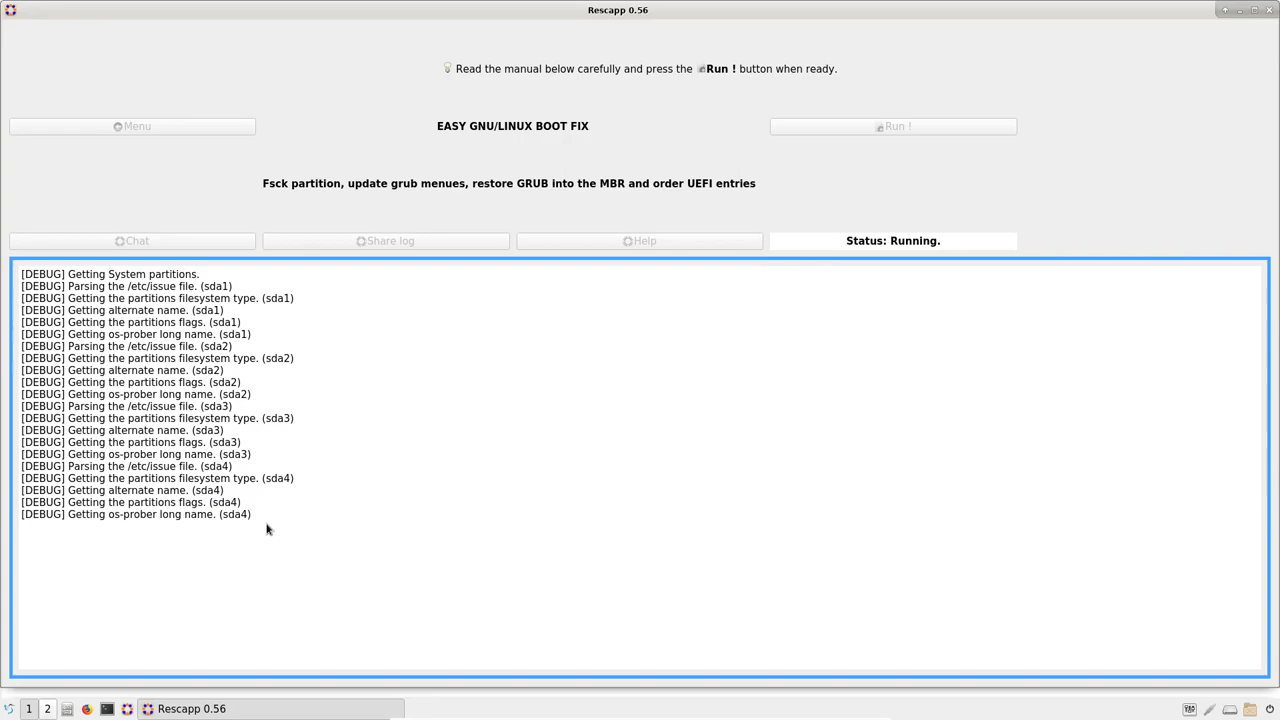 Rescapp 0.56
Read the manual below carefully and press the Run ! button when ready.
Menu
EASY GNU/LINUX BOOT FIX
Run !
Fsck partition, update grub menues, restore GRUB into the MBR and order UEFI entries
Chat
Share log
Help
Status: Running.
[DEBUG] Getting System partitions.
[DEBUG] Parsing the /etc/issue file. (sda1)
[DEBUG] Getting the partitions filesystem type. (sda1)
[DEBUG] Getting alternate name. (sda1)
[DEBUG] Getting the partitions flags. (sda1)
[DEBUG] Getting os-prober long name. (sda1)
[DEBUG] Parsing the /etc/issue file. (sda2)
[DEBUG] Getting the partitions filesystem type. (sda2)
[DEBUG] Getting alternate name. (sda2)
[DEBUG] Getting the partitions flags. (sda2)
[DEBUG] Getting os-prober long name. (sda2)
[DEBUG] Parsing the /etc/issue file. (sda3)
[DEBUG] Getting the partitions filesystem type. (sda3)
[DEBUG] Getting alternate name. (sda3)
[DEBUG] Getting the partitions flags. (sda3)
[DEBUG] Getting os-prober long name. (sda3)
[DEBUG] Parsing the /etc/issue file. (sda4)
[DEBUG] Getting the partitions filesystem type. (sda4)
[DEBUG] Getting alternate name. (sda4)
[DEBUG] Getting the partitions flags. (sda4)
[DEBUG] Getting os-prober long name. (sda4)
1
2
Rescapp 0.56